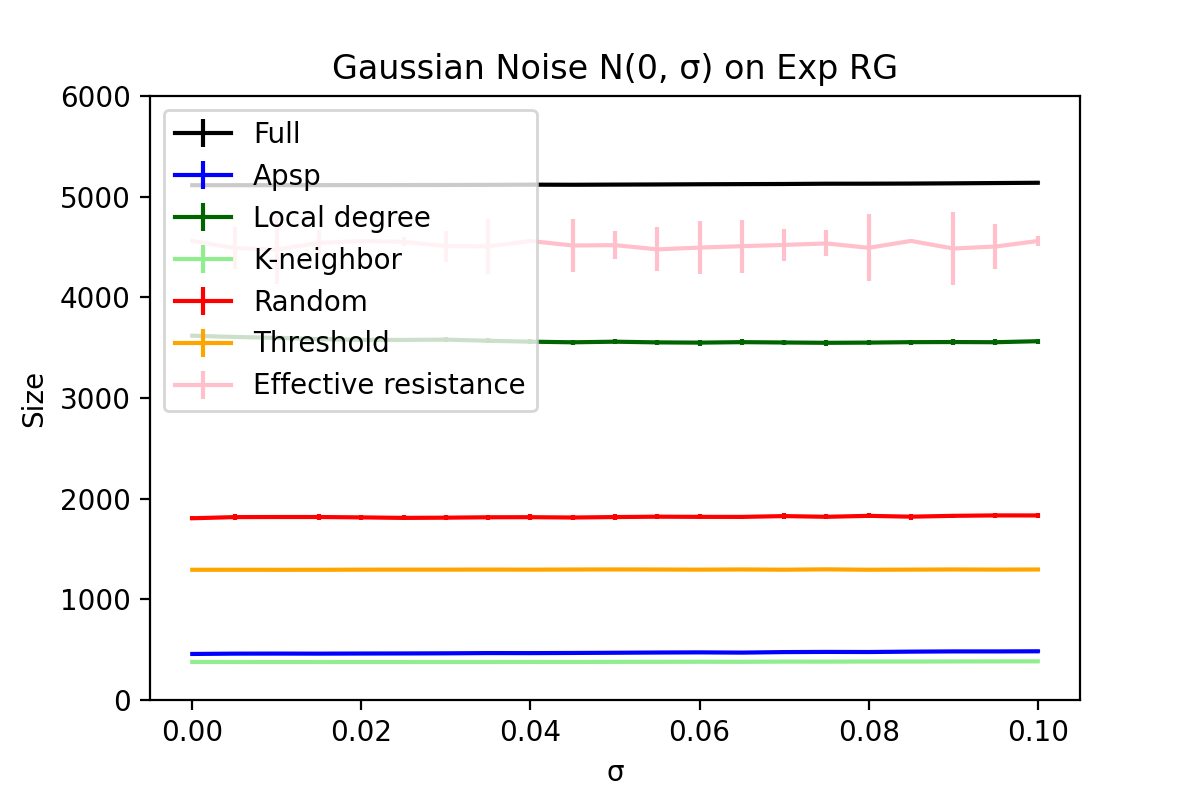 Gaussian Noise N(0, σ) on Exp RG
6000
5000
4000
3000
2000
1000
0
Size
Full
Apsp
Local degree
K-neighbor
Random
Threshold
Effective resistance
0.00 0.02 0.04 0.06 0.08 0.10
σ